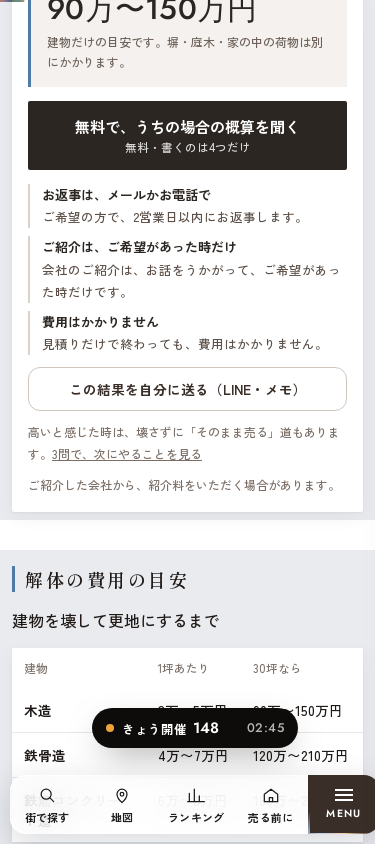 90万〜150万円
建物だけの目安です。塀・庭木・家の中の荷物は別
にかかります。
無料で、うちの場合の概算を聞く
無料・書くのは4つだけ
お返事は、メールかお電話で
ご希望の方で、2営業日以内にお返事します。
ご紹介は、ご希望があった時だけ
会社のご紹介は、お話をうかがって、ご希望があっ
た時だけです。
費用はかかりません
見積りだけで終わっても、費用はかかりません。
この結果を自分に送る（LINE・メモ）
高いと感じた時は、壊さずに「そのまま売る」道もありま
す。3問で、次にやることを見る
ご紹介した会社から、紹介料をいただく場合があります。
解体の費用の目安
建物を壊して更地にするまで
建物 1坪あたり 30坪なら
木造 〜150万円
きょう開催 148 02:45
鉄骨造 4万〜7万円 120万〜210万円
街で探す 地図 ランキング 売る前に MENU